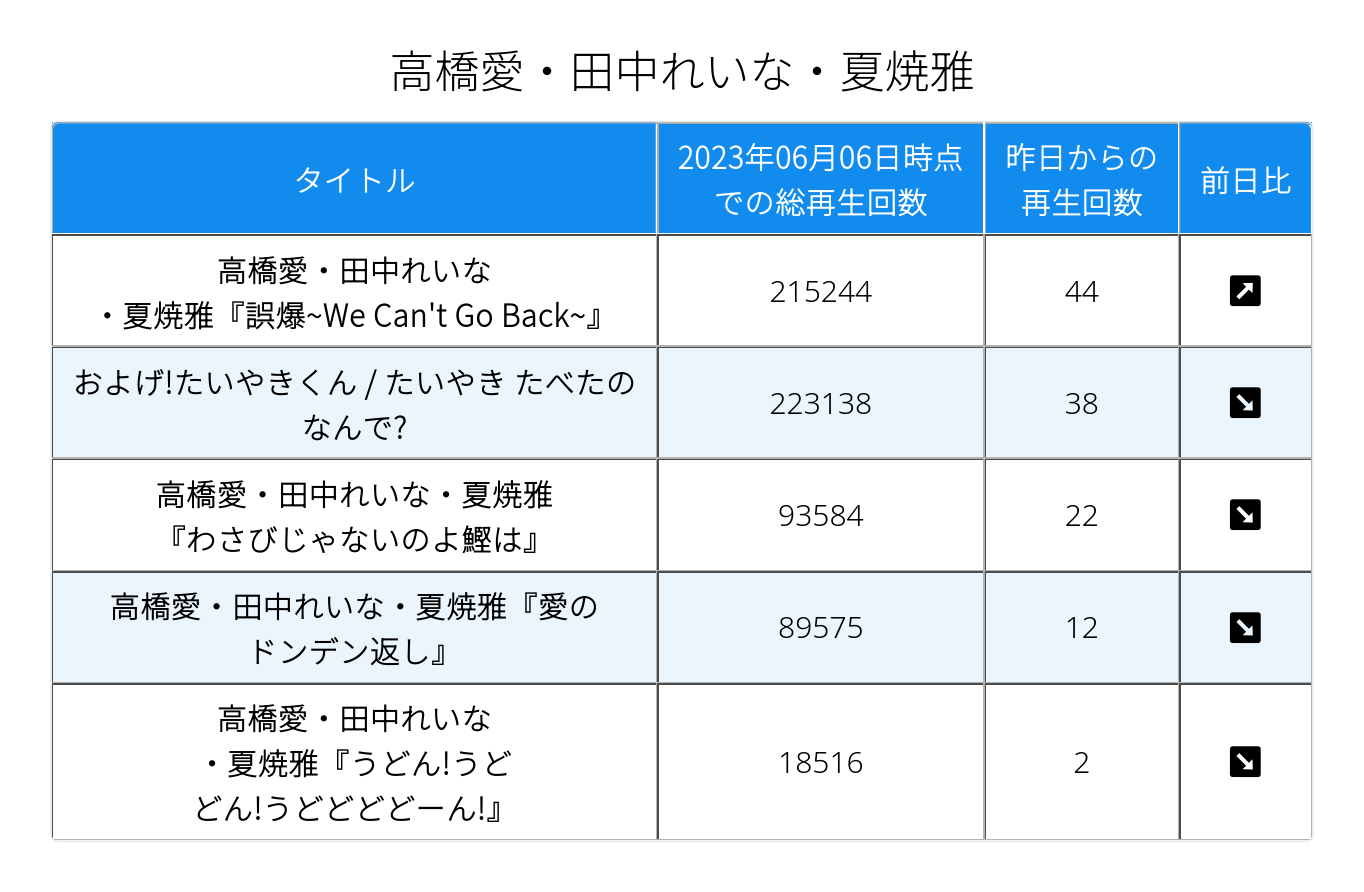 高橋愛・田中れいな・夏焼雅
タイトル
2023年06月06日時点
での総再生回数
昨日からの
再生回数
前日比
高橋愛・田中れいな
・夏焼雅『誤爆~We Can't Go Back~』
215244
44
およげ!たいやきくん / たいやき たべたの
なんで?
223138
38
高橋愛・田中れいな・夏焼雅
『わさびじゃないのよ鰹は』
93584
22
高橋愛・田中れいな・夏焼雅『愛の
ドンデン返し』
89575
12
高橋愛・田中れいな
・夏焼雅『うどん!うど
どん!うどどどどーん!』
18516
2